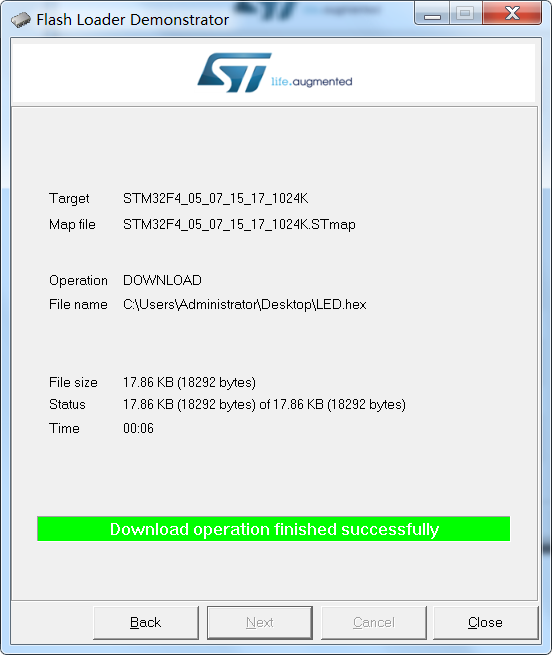 Flash Loader Demonstrator
ST life.augmented
Target STM32F4_05_07_15_17_1024K
Map file STM32F4_05_07_15_17_1024K.STmap
Operation DOWNLOAD
File name C:\Users\Administrator\Desktop\LED.hex
File size 17.86 KB (18292 bytes)
Status 17.86 KB (18292 bytes) of 17.86 KB (18292 bytes)
Time 00:06
Download operation finished successfully
Back Next Cancel Close